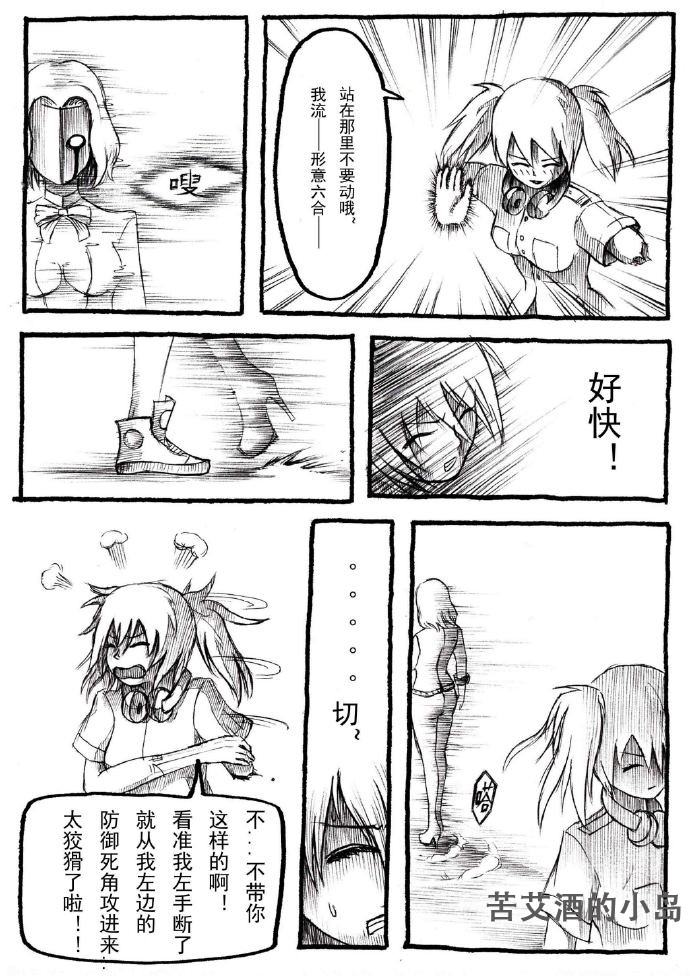 嗖
站在那里不要动哦~
我流——形意六合——
好快！
。。。。。。切~
嗒
不…不带你
这样的啊！
看准我左手断了
就从我左边的
防御死角攻进来…
太狡猾了啦！！
苦艾酒的小岛